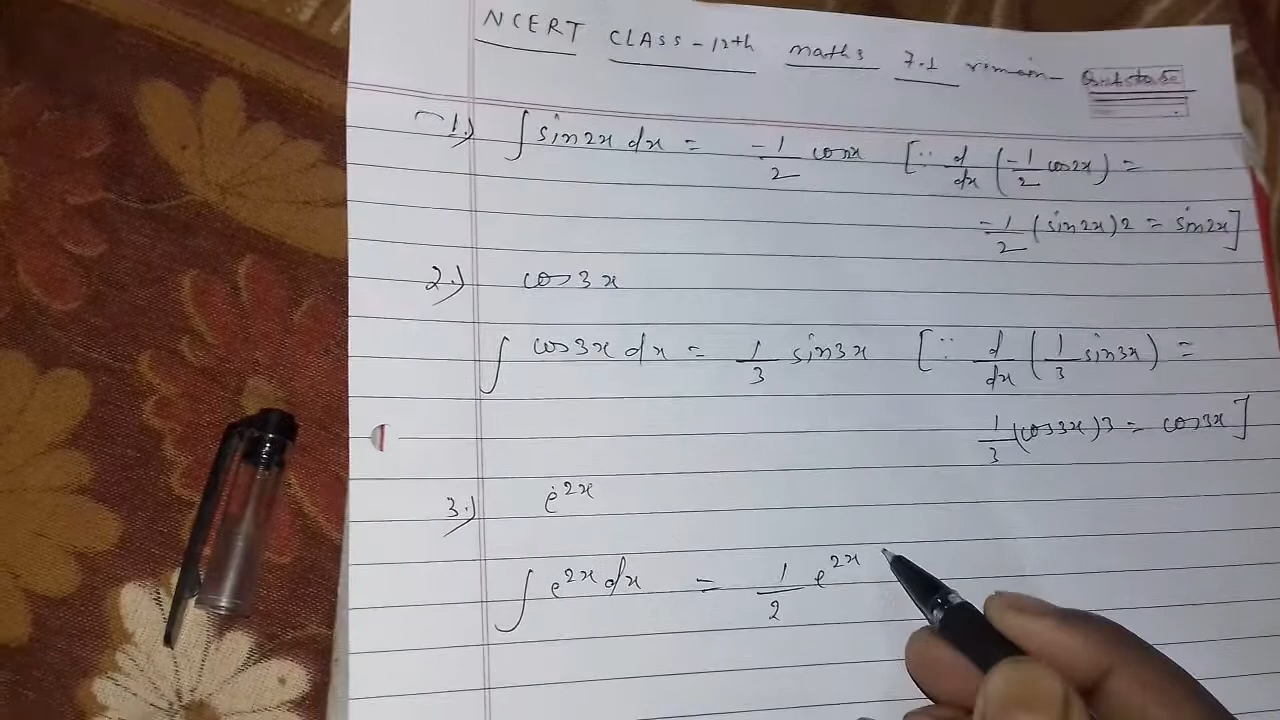 NCERT CLASS-12th maths 7.1 remain
1.) ∫ sin2x dx = -1/2 cosx [∵ d/dx (-1/2 cos2x) =
-1/2 (sin2x)2 = sin2x]
2.) cos3x
∫ cos3x dx = 1/3 sin3x [∵ d/dx (1/3 sin3x) =
1/3 (cos3x)3 = cos3x]
3.) e^2x
∫ e^2x dx = 1/2 e^2x